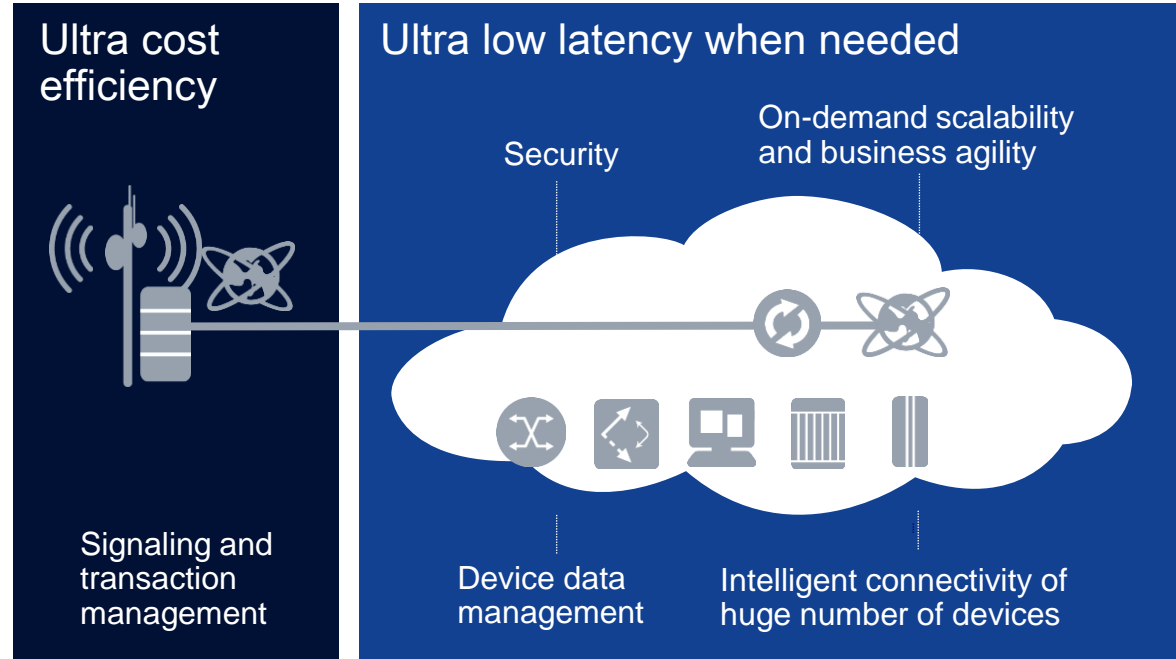 Ultra cost
efficiency
Ultra low latency when needed
Security
On-demand scalability
and business agility
Signaling and
transaction
management
Device data
management
Intelligent connectivity of
huge number of devices